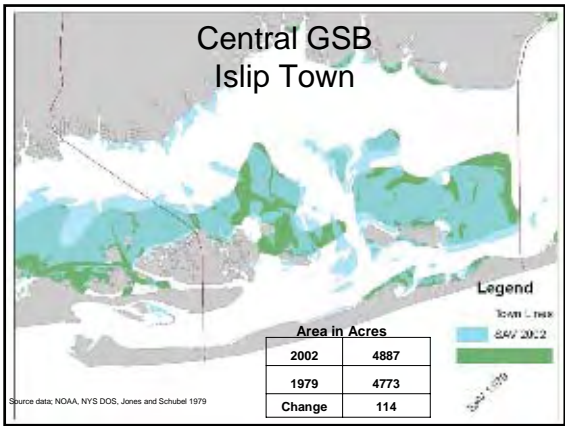 Central GSB
Islip Town
Legend
Town Lines
SAV 2002
SAV 1979
Area in Acres
2002 4887
1979 4773
Change 114
Source data; NOAA, NYS DOS, Jones and Schubel 1979